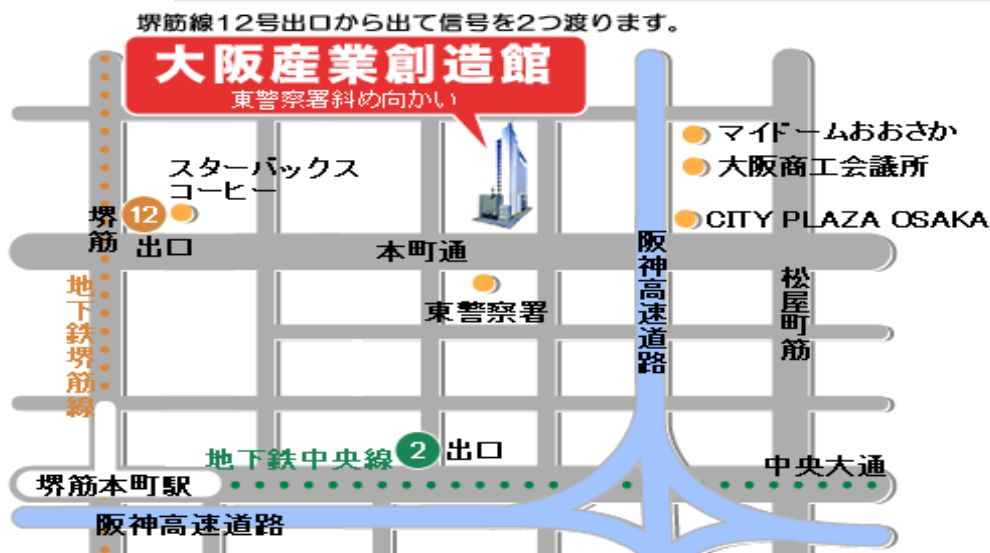 堺筋線12号出口から出て信号を2つ渡ります。
大阪産業創造館
東警察署斜め向かい
マイドームおおさか
大阪商工会議所
スターバックス
コーヒー
12
出口
堺筋
CITY PLAZA OSAKA
本町通
阪神高速道路
松屋町筋
東警察署
地下鉄堺筋線
地下鉄中央線
2
出口
中央大通
堺筋本町駅
阪神高速道路